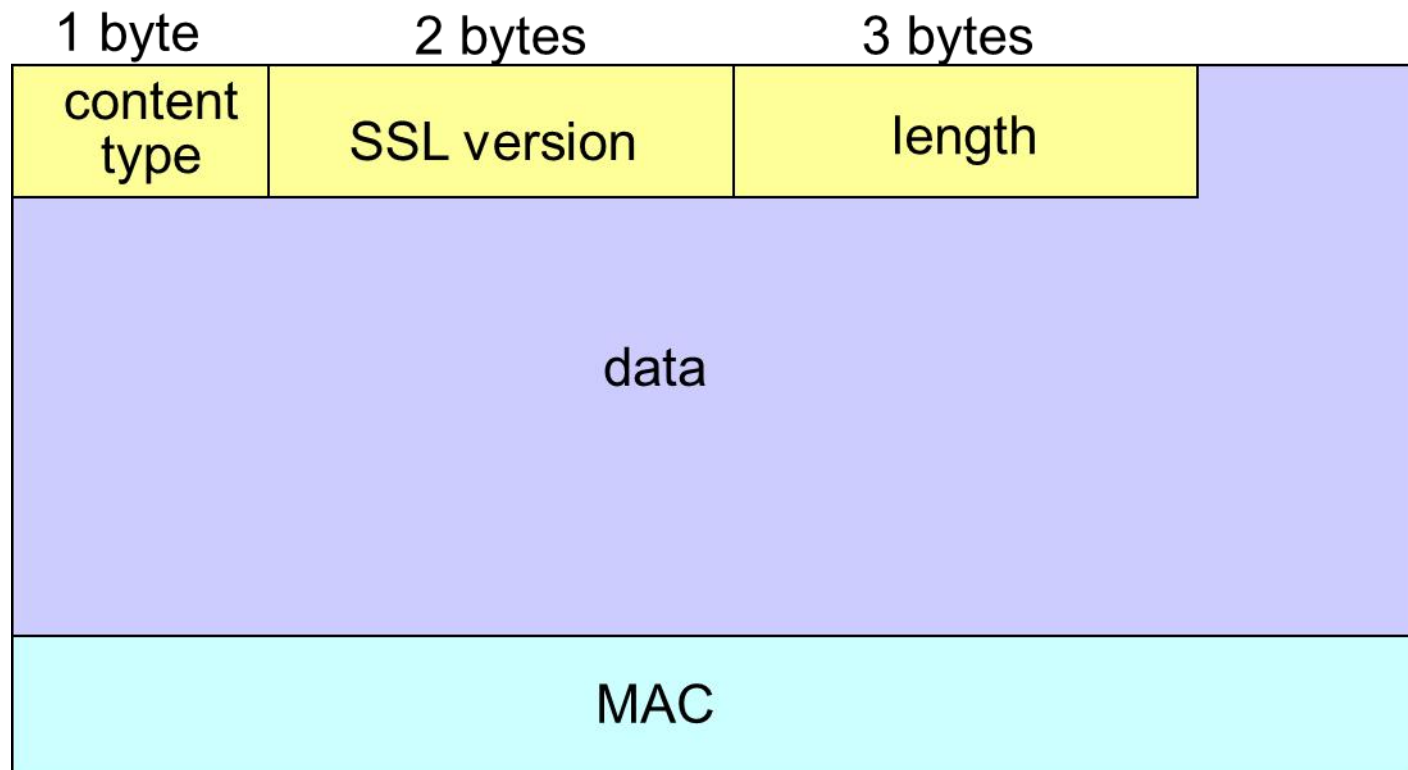 1 byte 2 bytes 3 bytes
content
type
SSL version
length
data
MAC